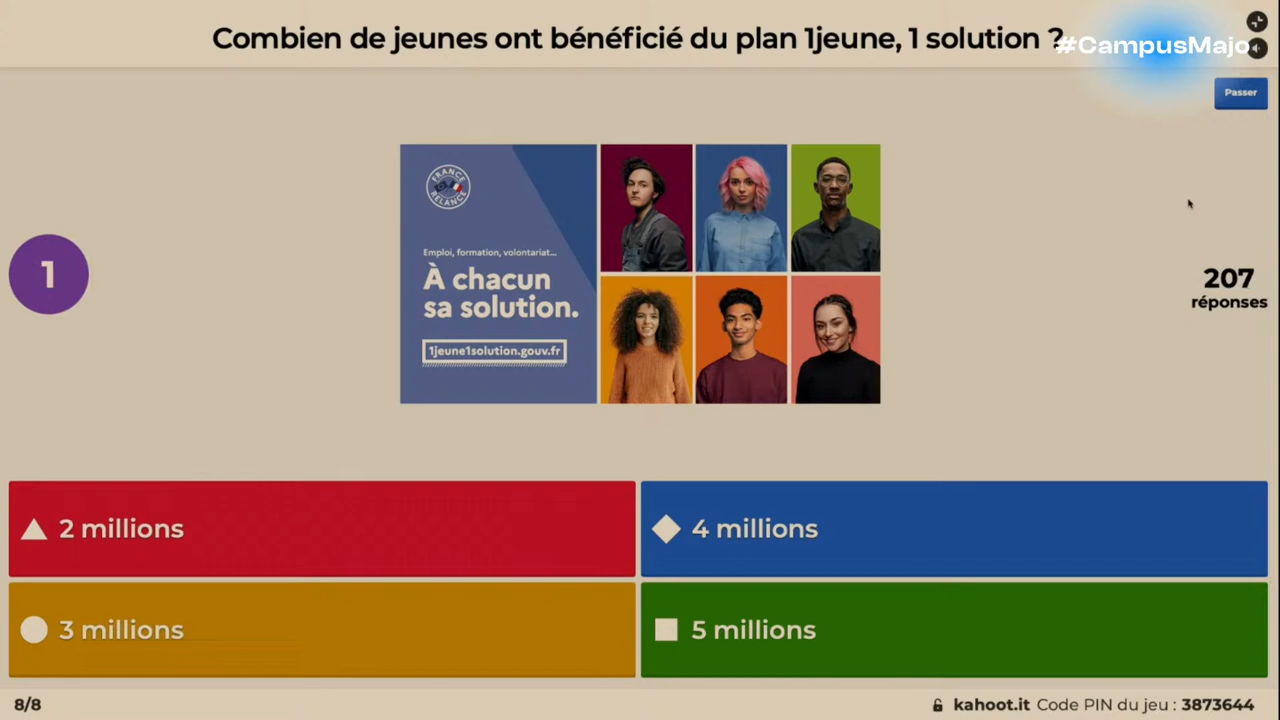 Combien de jeunes ont bénéficié du plan 1jeune, 1 solution ?
#CampusMajo
Passer
FRANCE
RELANCE
Emploi, formation, volontariat...
À chacun
sa solution.
1jeune1solution.gouv.fr
1
207
réponses
2 millions
4 millions
3 millions
5 millions
8/8
kahoot.it Code PIN du jeu : 3873644